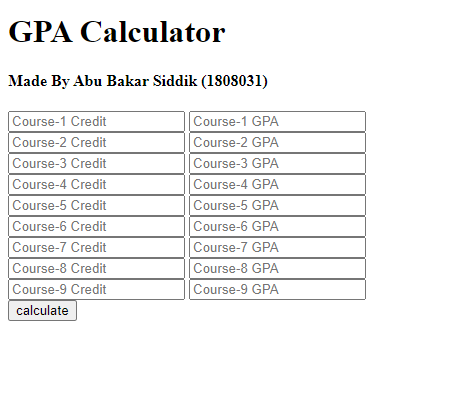 GPA Calculator
Made By Abu Bakar Siddik (1808031)
Course-1 Credit Course-1 GPA
Course-2 Credit Course-2 GPA
Course-3 Credit Course-3 GPA
Course-4 Credit Course-4 GPA
Course-5 Credit Course-5 GPA
Course-6 Credit Course-6 GPA
Course-7 Credit Course-7 GPA
Course-8 Credit Course-8 GPA
Course-9 Credit Course-9 GPA
calculate